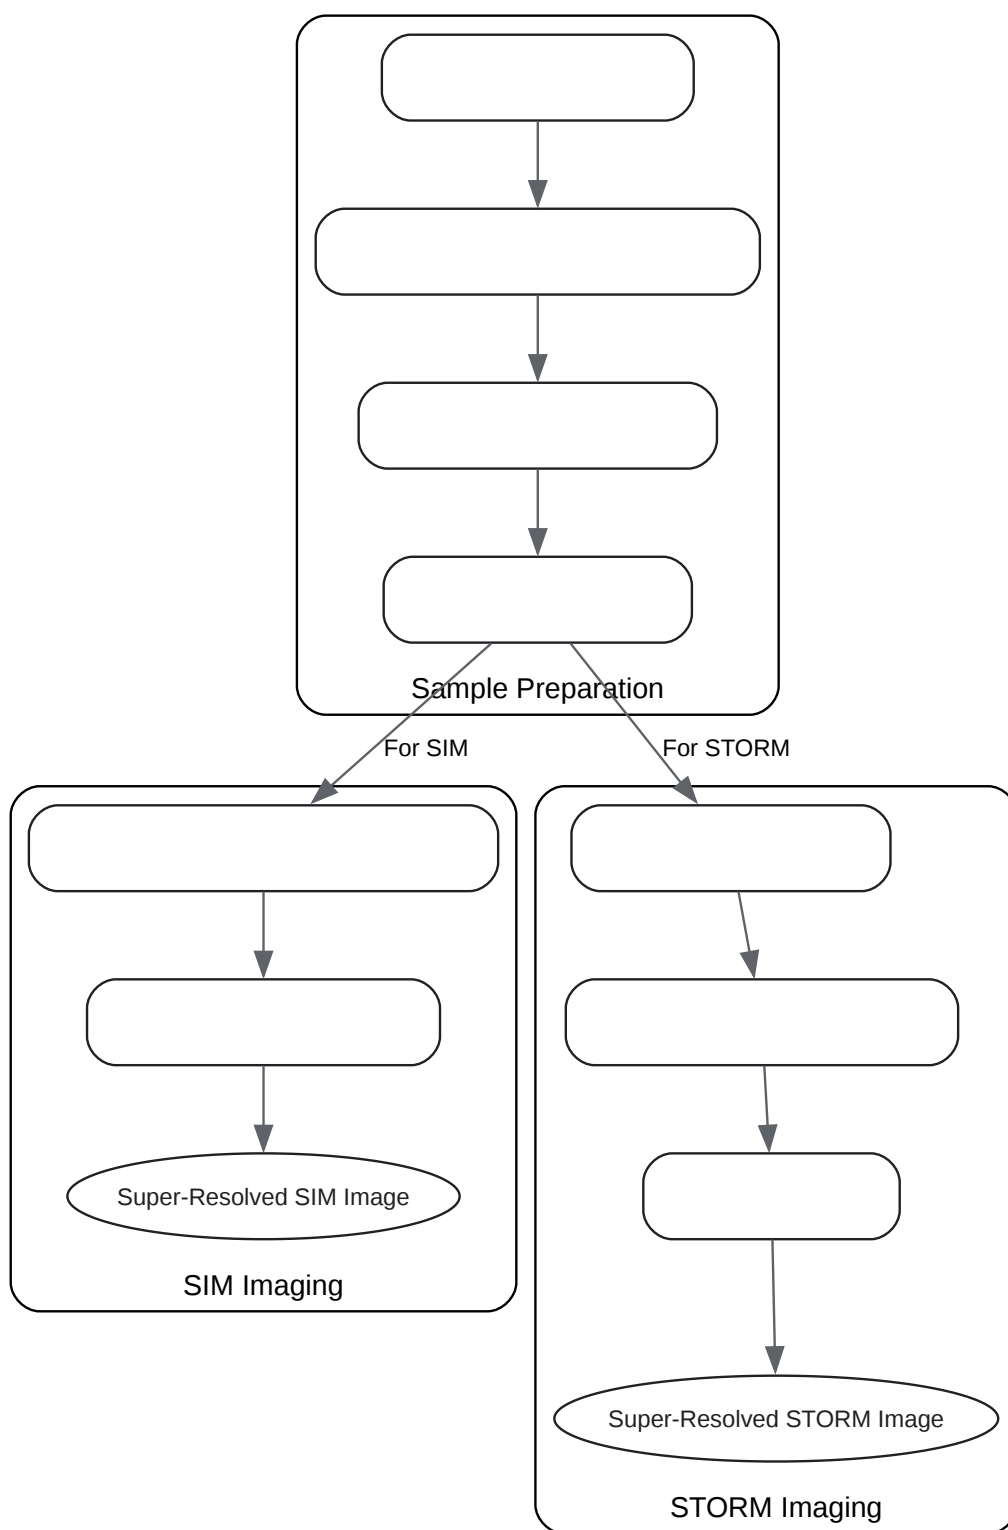 Sample Preparation
For SIM
For STORM
Super-Resolved SIM Image
SIM Imaging
Super-Resolved STORM Image
STORM Imaging